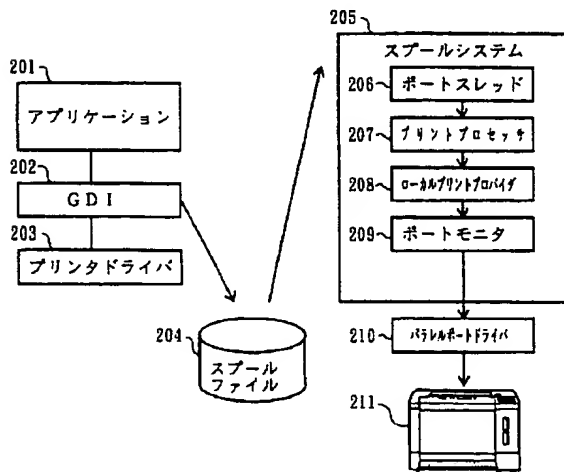 201
アプリケーション
202
GDI
203
プリンタドライバ
204
スプール
ファイル
205
スプールシステム
206
ポートスレッド
207
プリントプロセッサ
208
ローカルプリントプロバイダ
209
ポートモニタ
210
パラレルポートドライバ
211